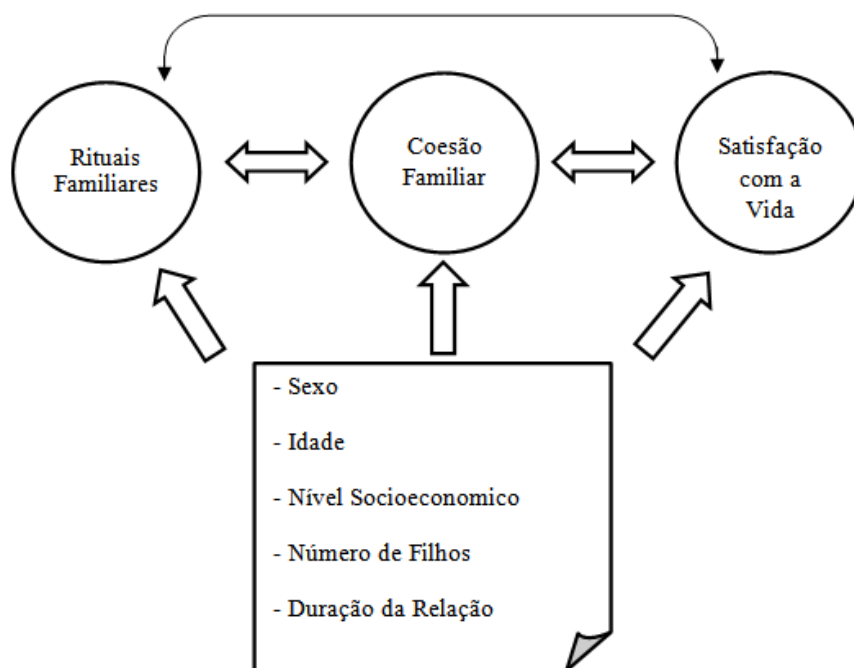 Rituais
Familiares
Coesão
Familiar
Satisfação
com a
Vida
- Sexo
- Idade
- Nível Socioeconomico
- Número de Filhos
- Duração da Relação